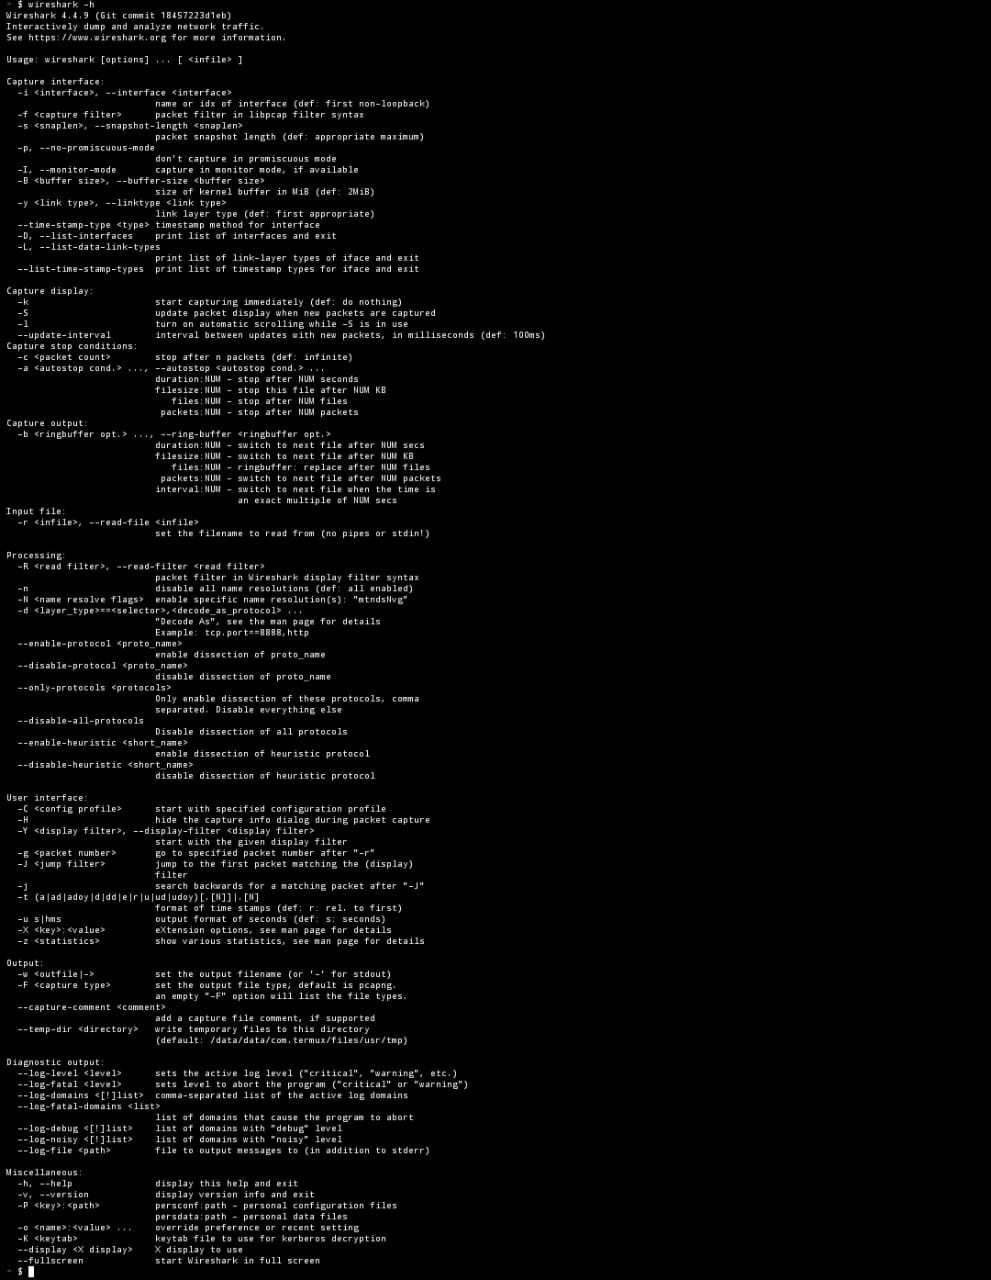 ~ $ wireshark -h
Wireshark 4.4.9 (Git commit 18457223d1eb)
Interactively dump and analyze network traffic.
See https://www.wireshark.org for more information.

Usage: wireshark [options] ... [ <infile> ]

Capture interface:
  -i <interface>, --interface <interface>
                           name or idx of interface (def: first non-loopback)
  -f <capture filter>      packet filter in libpcap filter syntax
  -s <snaplen>, --snapshot-length <snaplen>
                           packet snapshot length (def: appropriate maximum)
  -p, --no-promiscuous-mode
                           don't capture in promiscuous mode
  -I, --monitor-mode       capture in monitor mode, if available
  -B <buffer size>, --buffer-size <buffer size>
                           size of kernel buffer in MiB (def: 2MiB)
  -y <link type>, --linktype <link type>
                           link layer type (def: first appropriate)
  --time-stamp-type <type> timestamp method for interface
  -D, --list-interfaces    print list of interfaces and exit
  -L, --list-data-link-types
                           print list of link-layer types of iface and exit
  --list-time-stamp-types  print list of timestamp types for iface and exit

Capture display:
  -k                       start capturing immediately (def: do nothing)
  -S                       update packet display when new packets are captured
  -l                       turn on automatic scrolling while -S is in use
  --update-interval        interval between updates with new packets, in milliseconds (def: 100ms)
Capture stop conditions:
  -c <packet count>        stop after n packets (def: infinite)
  -a <autostop cond.> ..., --autostop <autostop cond.> ...
                           duration:NUM - stop after NUM seconds
                           filesize:NUM - stop this file after NUM KB
                              files:NUM - stop after NUM files
                            packets:NUM - stop after NUM packets
Capture output:
  -b <ringbuffer opt.> ..., --ring-buffer <ringbuffer opt.>
                           duration:NUM - switch to next file after NUM secs
                           filesize:NUM - switch to next file after NUM KB
                              files:NUM - ringbuffer: replace after NUM files
                            packets:NUM - switch to next file after NUM packets
                           interval:NUM - switch to next file when the time is
                                          an exact multiple of NUM secs
Input file:
  -r <infile>, --read-file <infile>
                           set the filename to read from (no pipes or stdin!)

Processing:
  -R <read filter>, --read-filter <read filter>
                           packet filter in Wireshark display filter syntax
  -n                       disable all name resolutions (def: all enabled)
  -N <name resolve flags>  enable specific name resolution(s): "mtndsNvg"
  -d <layer_type>==<selector>,<decode_as_protocol> ...
                           "Decode As", see the man page for details
                           Example: tcp.port==8888,http
  --enable-protocol <proto_name>
                           enable dissection of proto_name
  --disable-protocol <proto_name>
                           disable dissection of proto_name
  --only-protocols <protocols>
                           Only enable dissection of these protocols, comma
                           separated. Disable everything else
  --disable-all-protocols
                           Disable dissection of all protocols
  --enable-heuristic <short_name>
                           enable dissection of heuristic protocol
  --disable-heuristic <short_name>
                           disable dissection of heuristic protocol

User interface:
  -C <config profile>      start with specified configuration profile
  -H                       hide the capture info dialog during packet capture
  -Y <display filter>, --display-filter <display filter>
                           start with the given display filter
  -g <packet number>       go to specified packet number after "-r"
  -J <jump filter>         jump to the first packet matching the (display)
                           filter
  -j                       search backwards for a matching packet after "-J"
  -t (a|ad|adoy|d|dd|e|r|u|ud|udoy)[.[N]]|.[N]
                           format of time stamps (def: r: rel. to first)
  -u s|hms                 output format of seconds (def: s: seconds)
  -X <key>:<value>         eXtension options, see man page for details
  -z <statistics>          show various statistics, see man page for details

Output:
  -w <outfile|->           set the output filename (or '-' for stdout)
  -F <capture type>        set the output file type; default is pcapng.
                           an empty "-F" option will list the file types.
  --capture-comment <comment>
                           add a capture file comment, if supported
  --temp-dir <directory>   write temporary files to this directory
                           (default: /data/data/com.termux/files/usr/tmp)

Diagnostic output:
  --log-level <level>      sets the active log level ("critical", "warning", etc.)
  --log-fatal <level>      sets level to abort the program ("critical" or "warning")
  --log-domains <[!]list>  comma-separated list of the active log domains
  --log-fatal-domains <list>
                           list of domains that cause the program to abort
  --log-debug <[!]list>    list of domains with "debug" level
  --log-noisy <[!]list>    list of domains with "noisy" level
  --log-file <path>        file to output messages to (in addition to stderr)

Miscellaneous:
  -h, --help               display this help and exit
  -v, --version            display version info and exit
  -P <key>:<path>          persconf:path - personal configuration files
                           persdata:path - personal data files
  -o <name>:<value> ...    override preference or recent setting
  -K <keytab>              keytab file to use for kerberos decryption
  --display <X display>    X display to use
  --fullscreen             start Wireshark in full screen
~ $